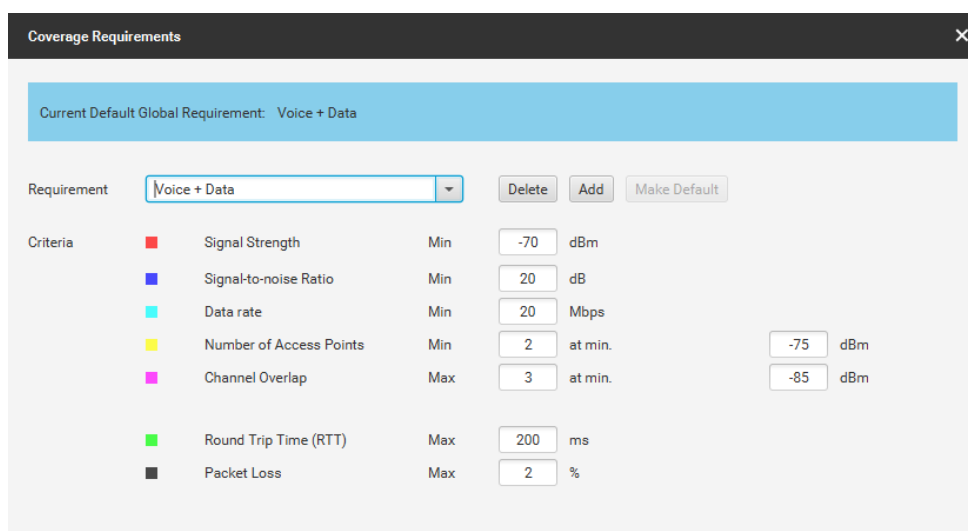 Coverage Requirements
Current Default Global Requirement: Voice + Data
Requirement Voice + Data Delete Add Make Default
Criteria Signal Strength Min -70 dBm
Signal-to-noise Ratio Min 20 dB
Data rate Min 20 Mbps
Number of Access Points Min 2 at min. -75 dBm
Channel Overlap Max 3 at min. -85 dBm
Round Trip Time (RTT) Max 200 ms
Packet Loss Max 2 %